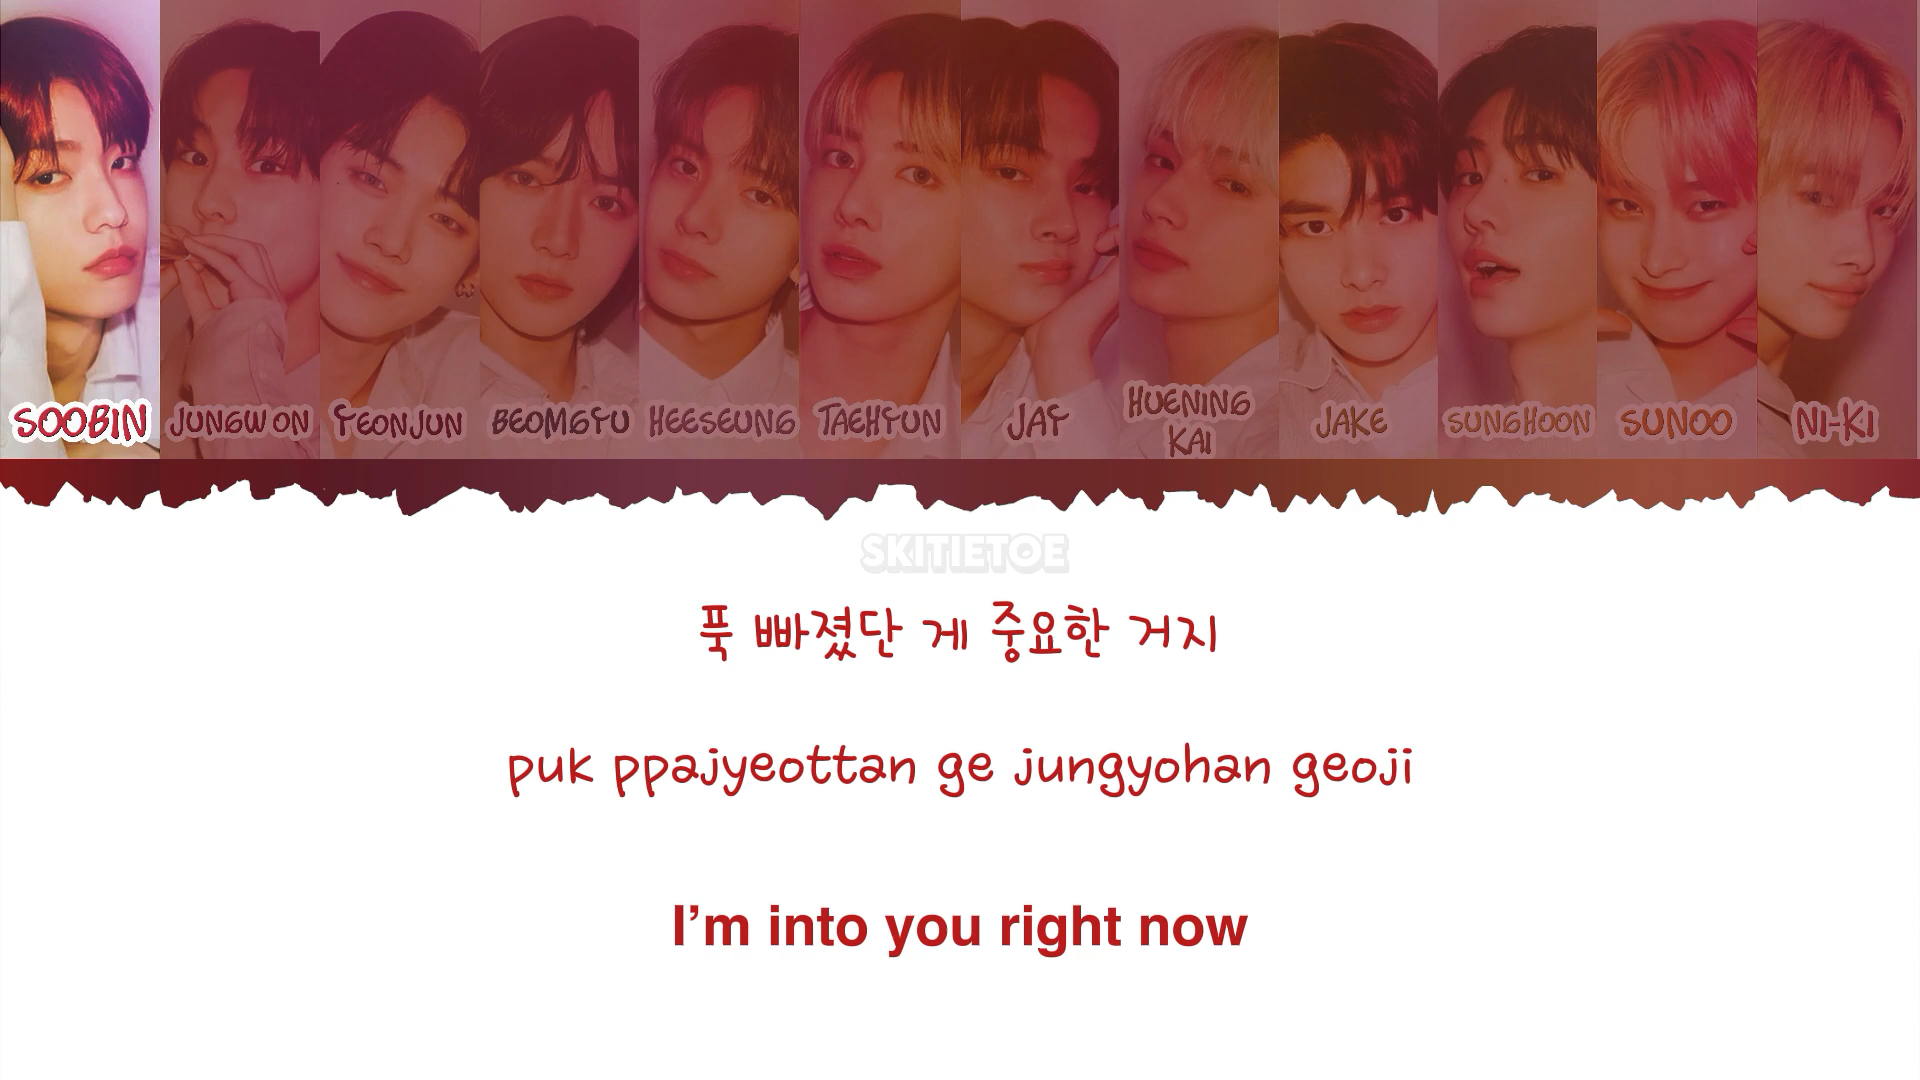 SOOBIN JUNGWON YEONJUN BEOMGYU HEESEUNG TAEHYUN JAY HUENING KAI JAKE SUNGHOON SUNOO NI-KI
SKITIETOE
푹 빠졌단 게 중요한 거지
puk ppajyeottan ge jungyohan geoji
I’m into you right now